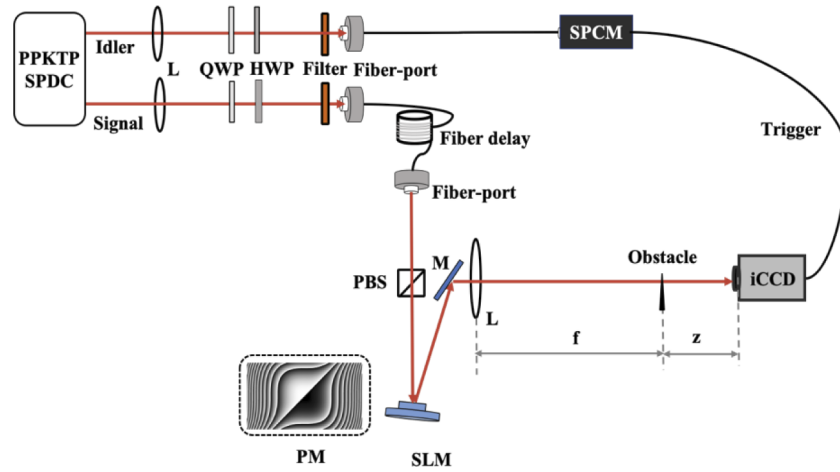 PPKTP
SPDC
Idler
L
QWP
HWP
Filter
Fiber-port
SPCM
Signal
Fiber delay
Trigger
Fiber-port
PBS
M
L
Obstacle
iCCD
f
z
PM
SLM